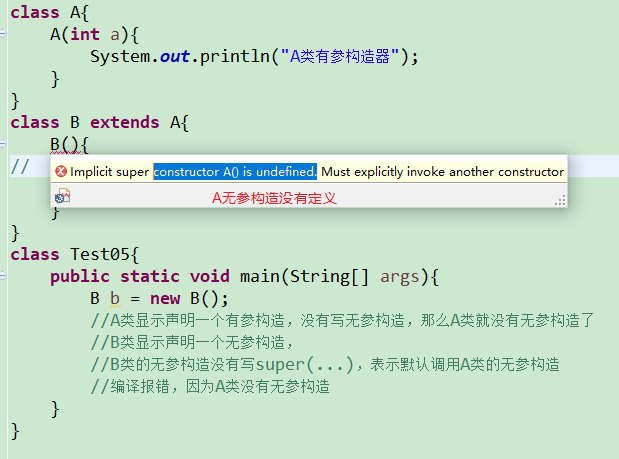 class A{
A(int a){
System.out.println("A类有参构造器");
}
}
class B extends A{
B(){
//
Implicit super constructor A() is undefined. Must explicitly invoke another constructor
A无参构造没有定义
}
}
class Test05{
public static void main(String[] args){
B b = new B();
//A类显示声明一个有参构造，没有写无参构造，那么A类就没有无参构造了
//B类显示声明一个无参构造，
//B类的无参构造没有写super(...)，表示默认调用A类的无参构造
//编译报错，因为A类没有无参构造
}
}